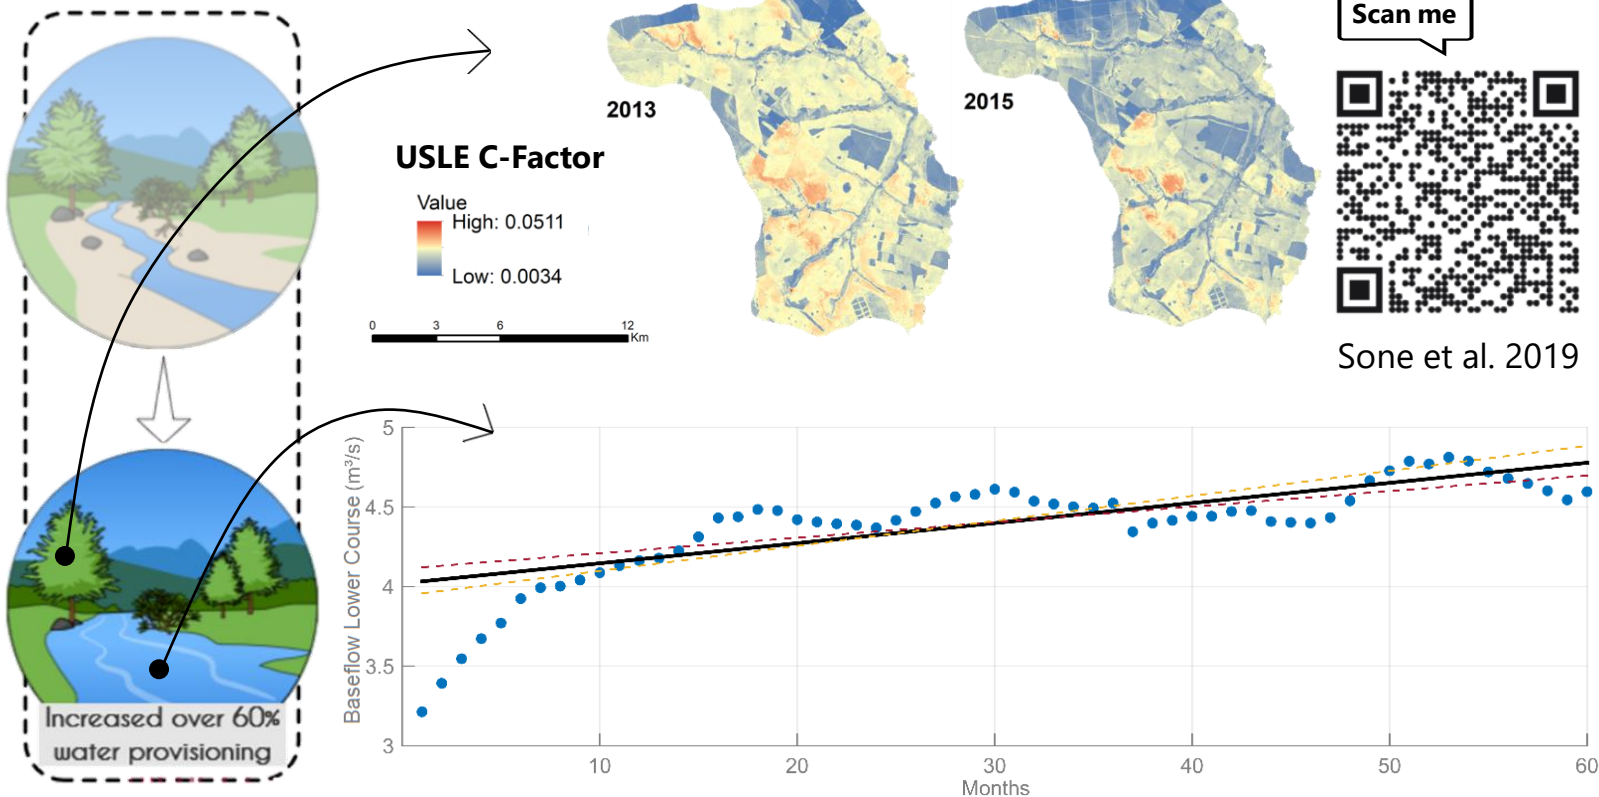 Scan me
2013
2015
USLE C-Factor
Value
High: 0.0511
Low: 0.0034
0 3 6 12
Km
Sone et al. 2019
Increased over 60%
water provisioning
Baseflow Lower Course (m³/s)
5
4.5
4
3.5
3
10 20 30 40 50 60
Months